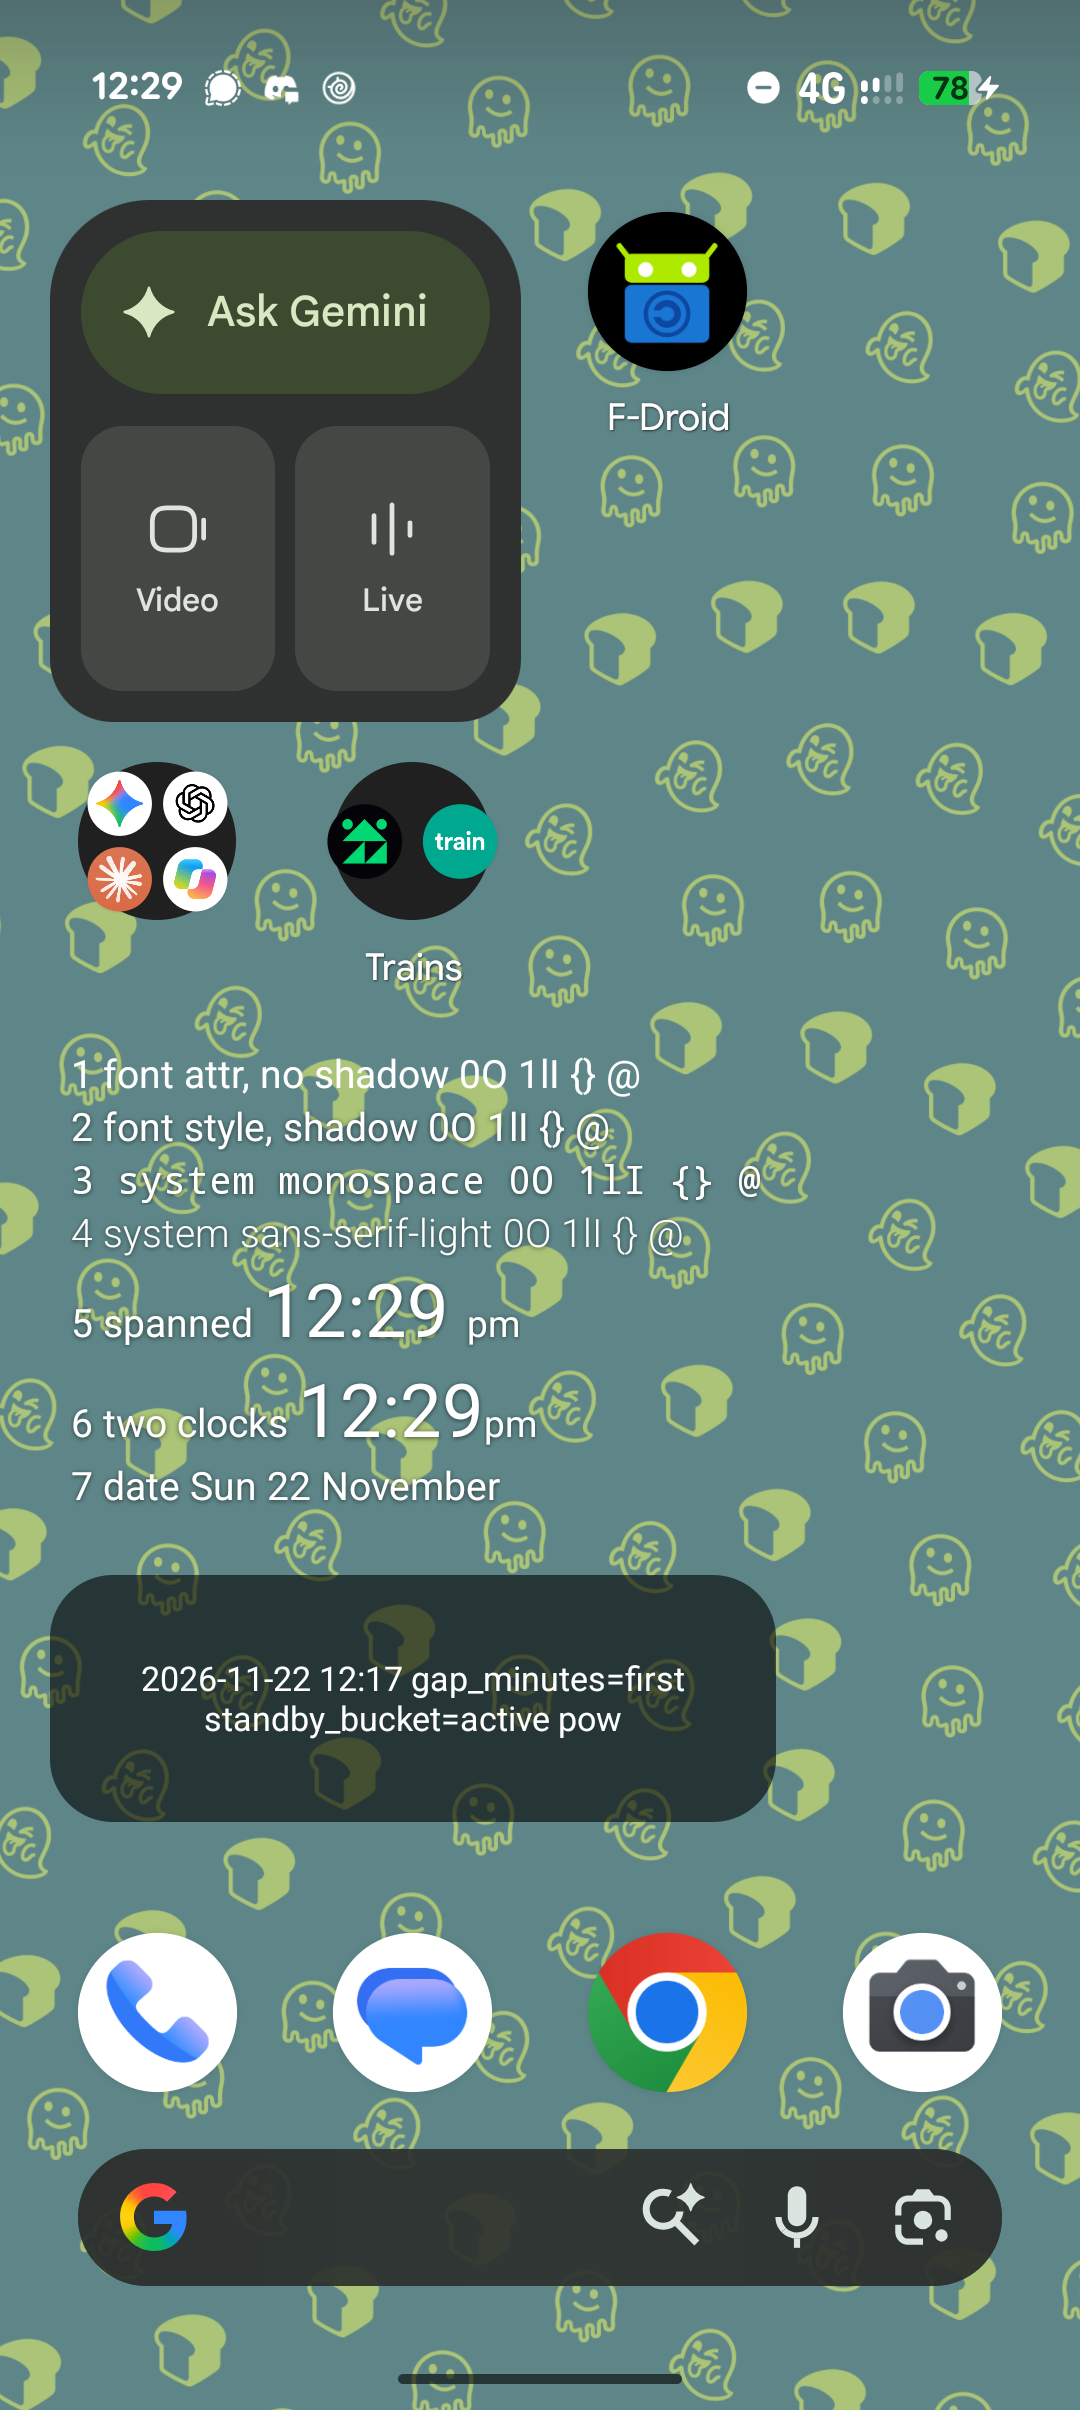 12:29
4G
78
Ask Gemini
Video
Live
F-Droid
train
Trains
1 font attr, no shadow 0O 1lI {} @
2 font style, shadow 0O 1lI {} @
3 system monospace 0O 1lI {} @
4 system sans-serif-light 0O 1lI {} @
5 spanned 12:29 pm
6 two clocks 12:29pm
7 date Sun 22 November
2026-11-22 12:17 gap_minutes=first
standby_bucket=active pow